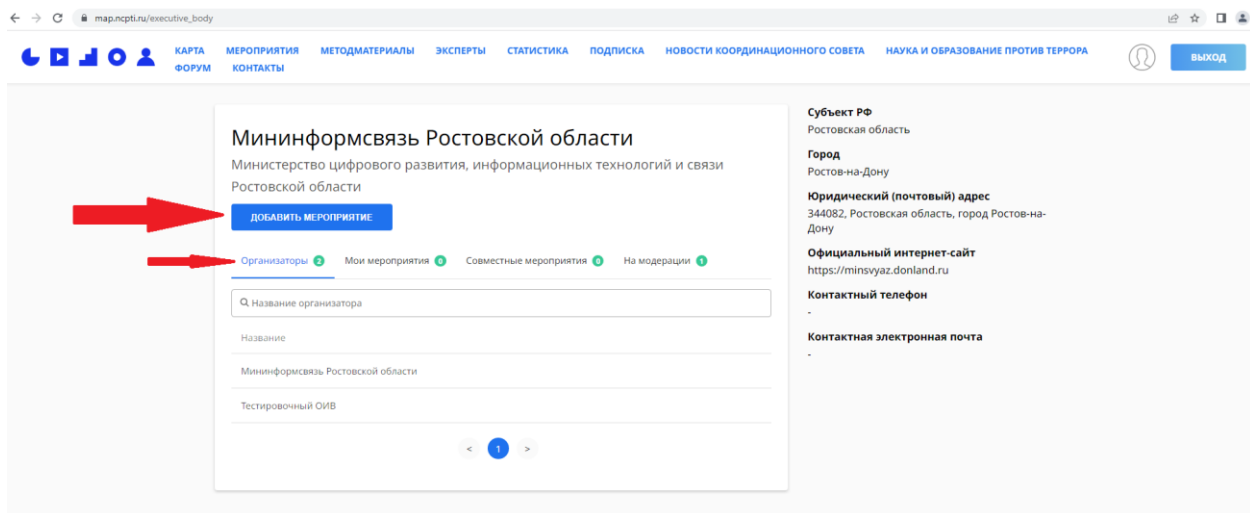 map.ncpti.ru/executive_body
КАРТА МЕРОПРИЯТИЯ МЕТОДМАТЕРИАЛЫ ЭКСПЕРТЫ СТАТИСТИКА ПОДПИСКА НОВОСТИ КООРДИНАЦИОННОГО СОВЕТА НАУКА И ОБРАЗОВАНИЕ ПРОТИВ ТЕРРОРА
ФОРУМ КОНТАКТЫ
ВЫХОД
Мининформсвязь Ростовской области
Министерство цифрового развития, информационных технологий и связи
Ростовской области
ДОБАВИТЬ МЕРОПРИЯТИЕ
Организаторы 2 Мои мероприятия 0 Совместные мероприятия 0 На модерации 1
Название организатора
Название
Мининформсвязь Ростовской области
Тестировочный ОИВ
< 1 >
Субъект РФ
Ростовская область
Город
Ростов-на-Дону
Юридический (почтовый) адрес
344082, Ростовская область, город Ростов-на-
Дону
Официальный интернет-сайт
https://minsvyaz.donland.ru
Контактный телефон
-
Контактная электронная почта
-